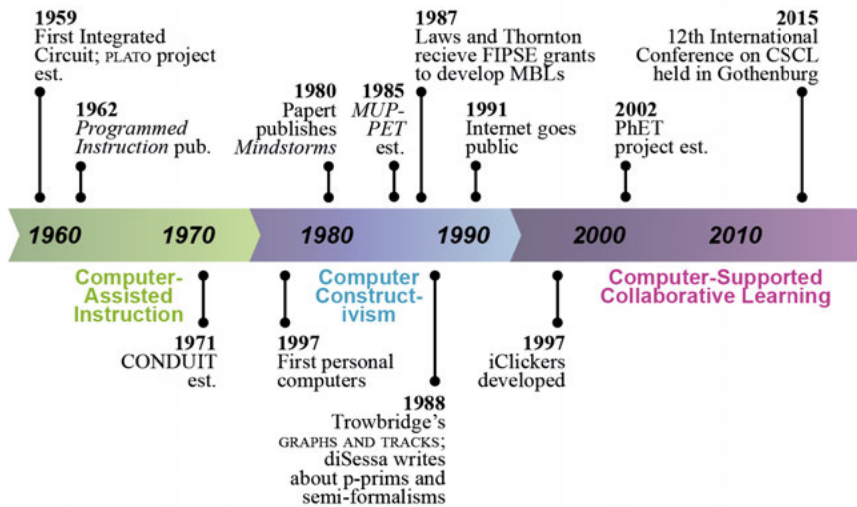 1959
First Integrated
Circuit; PLATO project
est.
1962
Programmed
Instruction pub.
1980
Papert
publishes
Mindstorms
1985
MUP-
PET
est.
1987
Laws and Thornton
recieve FIPSE grants
to develop MBLs
1991
Internet goes
public
2002
PhET
project est.
2015
12th International
Conference on CSCL
held in Gothenburg
1960 1970 1980 1990 2000 2010
Computer-
Assisted
Instruction
Computer
Construct-
ivism
Computer-Supported
Collaborative Learning
1971
CONDUIT
est.
1997
First personal
computers
1988
Trowbridge's
GRAPHS AND TRACKS;
diSessa writes
about p-prims and
semi-formalisms
1997
iClickers
developed